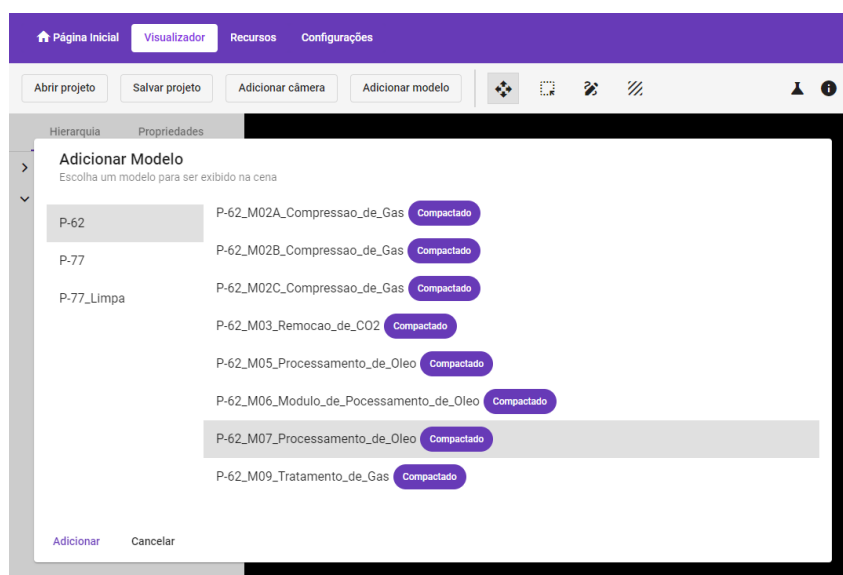 Página Inicial Visualizador Recursos Configurações
Abrir projeto Salvar projeto Adicionar câmera Adicionar modelo
Hierarquia Propriedades
Adicionar Modelo
Escolha um modelo para ser exibido na cena
P-62
P-77
P-77_Limpa
P-62_M02A_Compressao_de_Gas Compactado
P-62_M02B_Compressao_de_Gas Compactado
P-62_M02C_Compressao_de_Gas Compactado
P-62_M03_Remocao_de_CO2 Compactado
P-62_M05_Processamento_de_Oleo Compactado
P-62_M06_Modulo_de_Pocessamento_de_Oleo Compactado
P-62_M07_Processamento_de_Oleo Compactado
P-62_M09_Tratamento_de_Gas Compactado
Adicionar Cancelar